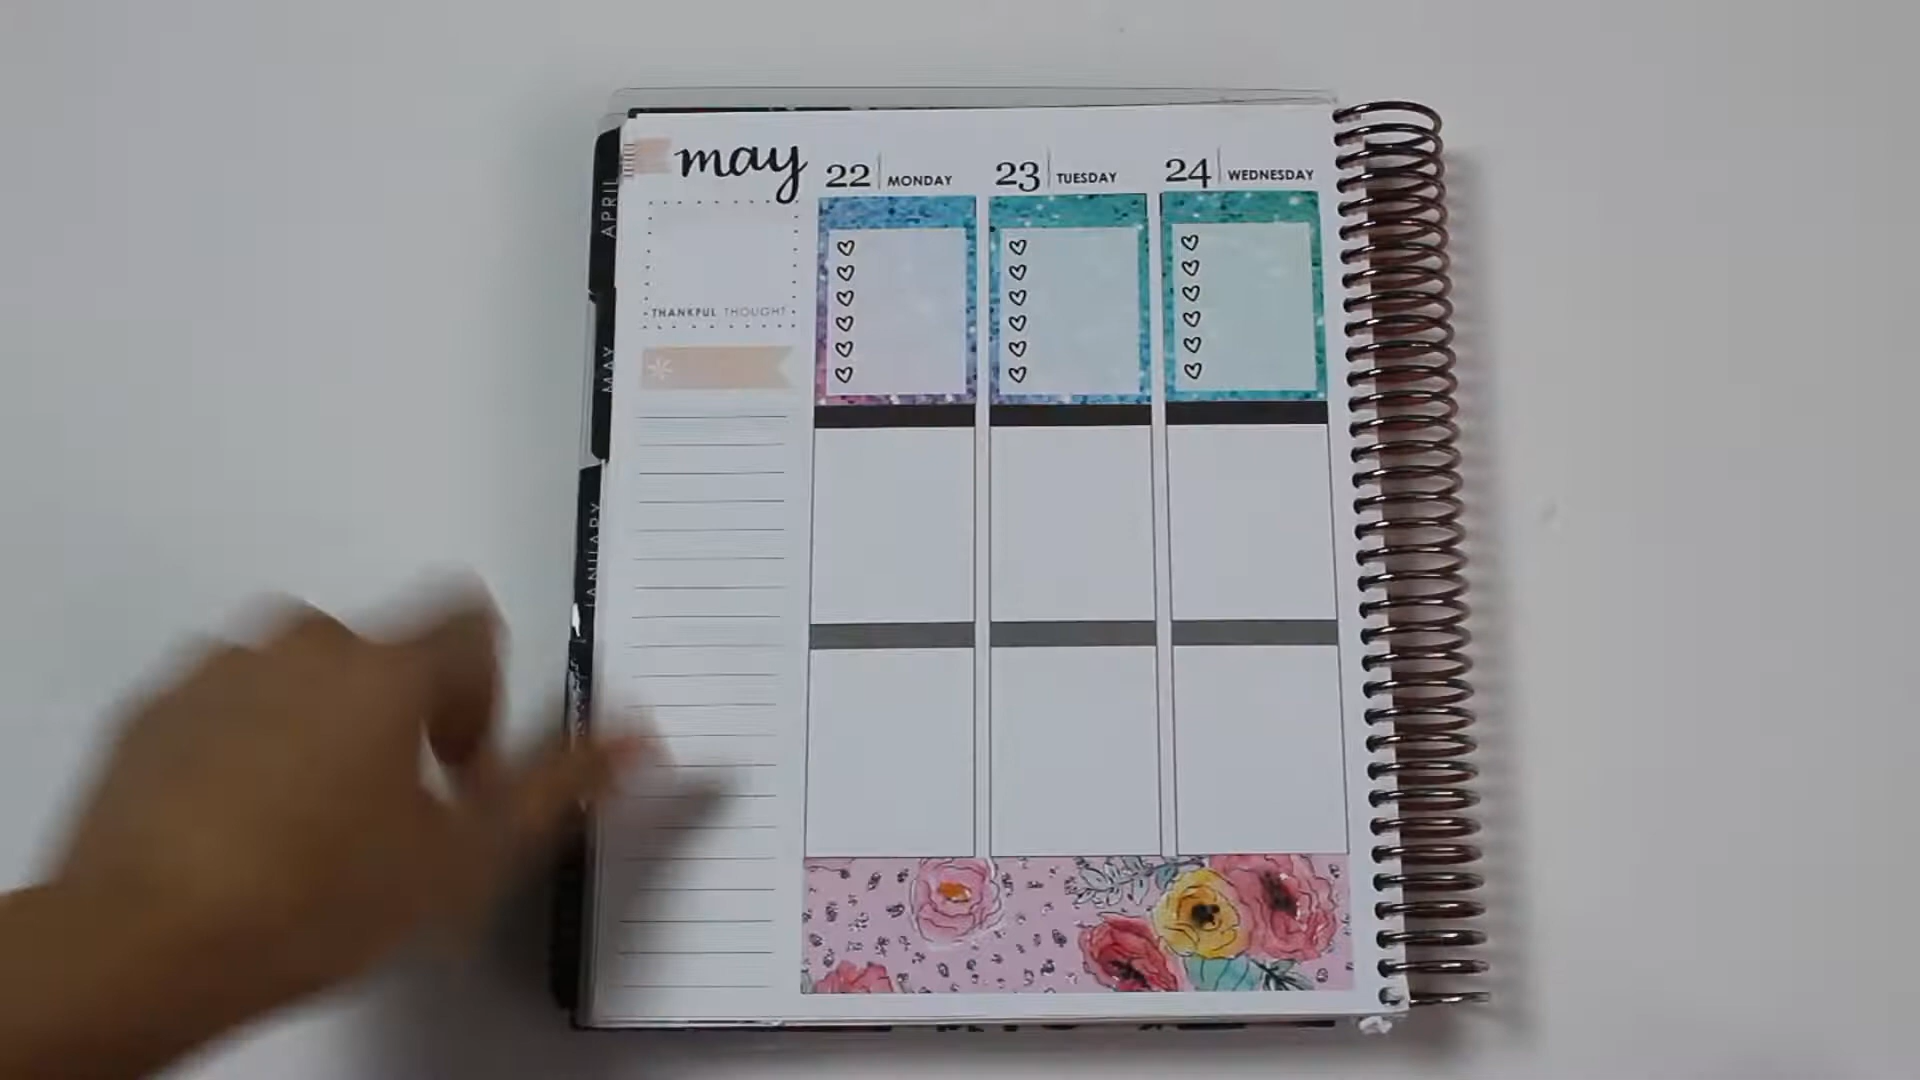 may
22 MONDAY
23 TUESDAY
24 WEDNESDAY
THANKFUL THOUGHT
APRIL
MAY
JANUARY